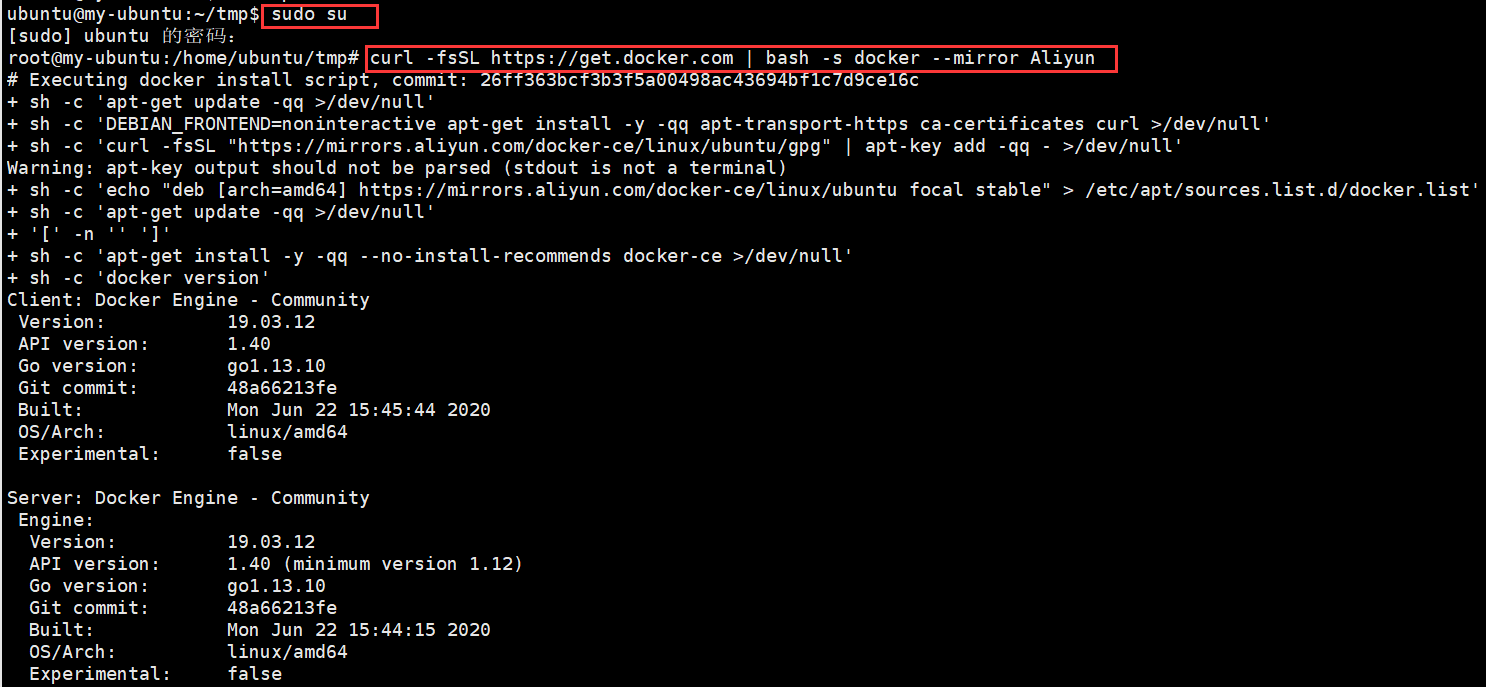 ubuntu@my-ubuntu:~/tmp$ sudo su
[sudo] ubuntu 的密码：
root@my-ubuntu:/home/ubuntu/tmp# curl -fsSL https://get.docker.com | bash -s docker --mirror Aliyun
# Executing docker install script, commit: 26ff363bcf3b3f5a00498ac43694bf1c7d9ce16c
+ sh -c 'apt-get update -qq >/dev/null'
+ sh -c 'DEBIAN_FRONTEND=noninteractive apt-get install -y -qq apt-transport-https ca-certificates curl >/dev/null'
+ sh -c 'curl -fsSL "https://mirrors.aliyun.com/docker-ce/linux/ubuntu/gpg" | apt-key add -qq - >/dev/null'
Warning: apt-key output should not be parsed (stdout is not a terminal)
+ sh -c 'echo "deb [arch=amd64] https://mirrors.aliyun.com/docker-ce/linux/ubuntu focal stable" > /etc/apt/sources.list.d/docker.list'
+ sh -c 'apt-get update -qq >/dev/null'
+ '[' -n '' ']'
+ sh -c 'apt-get install -y -qq --no-install-recommends docker-ce >/dev/null'
+ sh -c 'docker version'
Client: Docker Engine - Community
Version: 19.03.12
API version: 1.40
Go version: go1.13.10
Git commit: 48a66213fe
Built: Mon Jun 22 15:45:44 2020
OS/Arch: linux/amd64
Experimental: false
Server: Docker Engine - Community
Engine:
Version: 19.03.12
API version: 1.40 (minimum version 1.12)
Go version: go1.13.10
Git commit: 48a66213fe
Built: Mon Jun 22 15:44:15 2020
OS/Arch: linux/amd64
Experimental: false